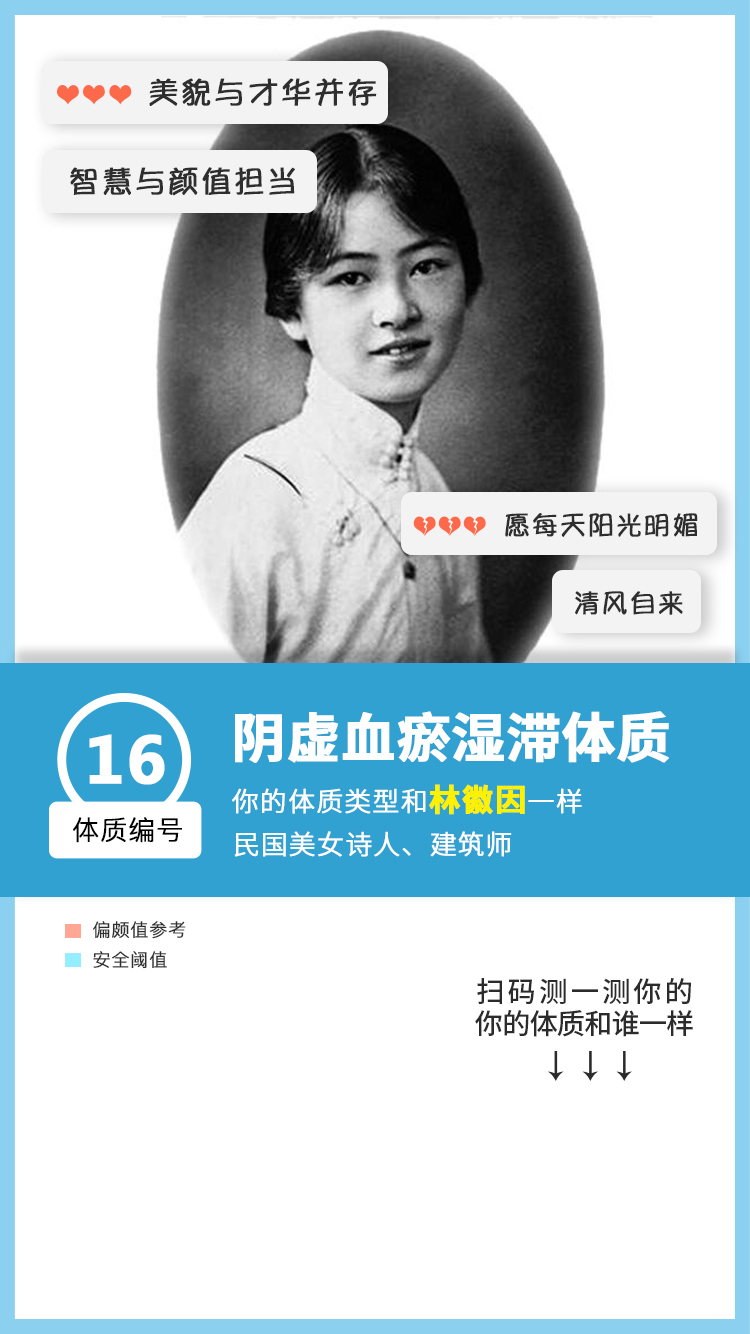 美貌与才华并存
智慧与颜值担当
愿每天阳光明媚
清风自来
16
体质编号
阴虚血瘀湿滞体质
你的体质类型和林徽因一样
民国美女诗人、建筑师
偏颇值参考
安全阈值
扫码测一测你的
你的体质和谁一样
↓ ↓ ↓